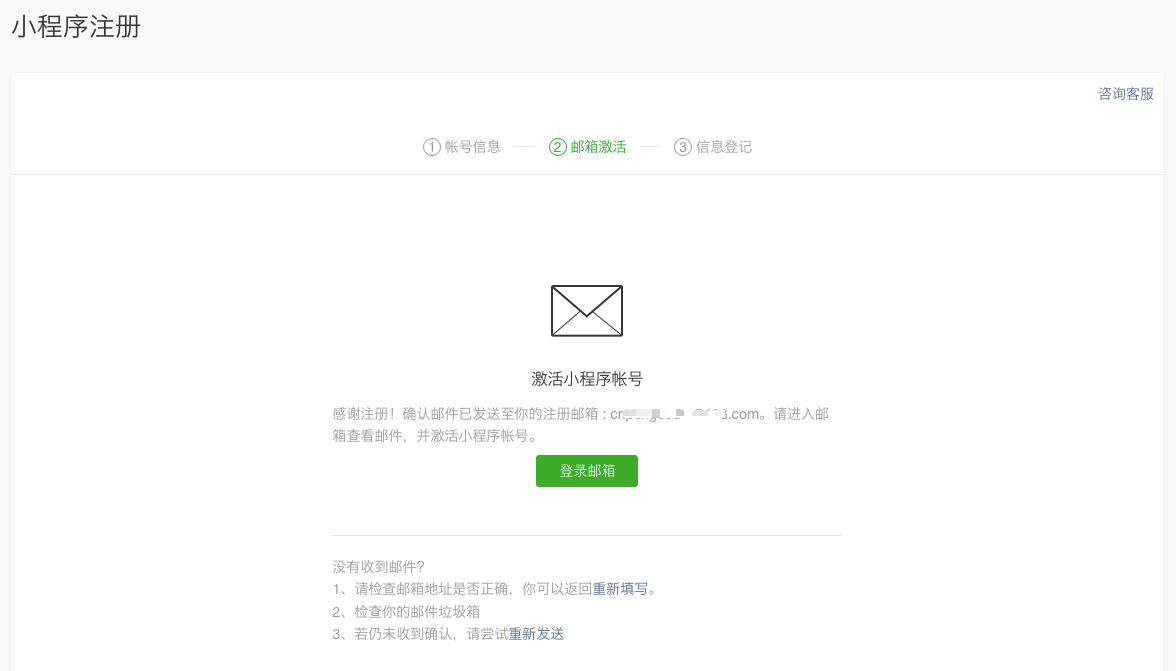 小程序注册
咨询客服
1 帐号信息 2 邮箱激活 3 信息登记
激活小程序帐号
感谢注册！确认邮件已发送至你的注册邮箱 : .com。请进入邮
箱查看邮件，并激活小程序帐号。
登录邮箱
没有收到邮件?
1、请检查邮箱地址是否正确，你可以返回重新填写。
2、检查你的邮件垃圾箱
3、若仍未收到确认，请尝试重新发送